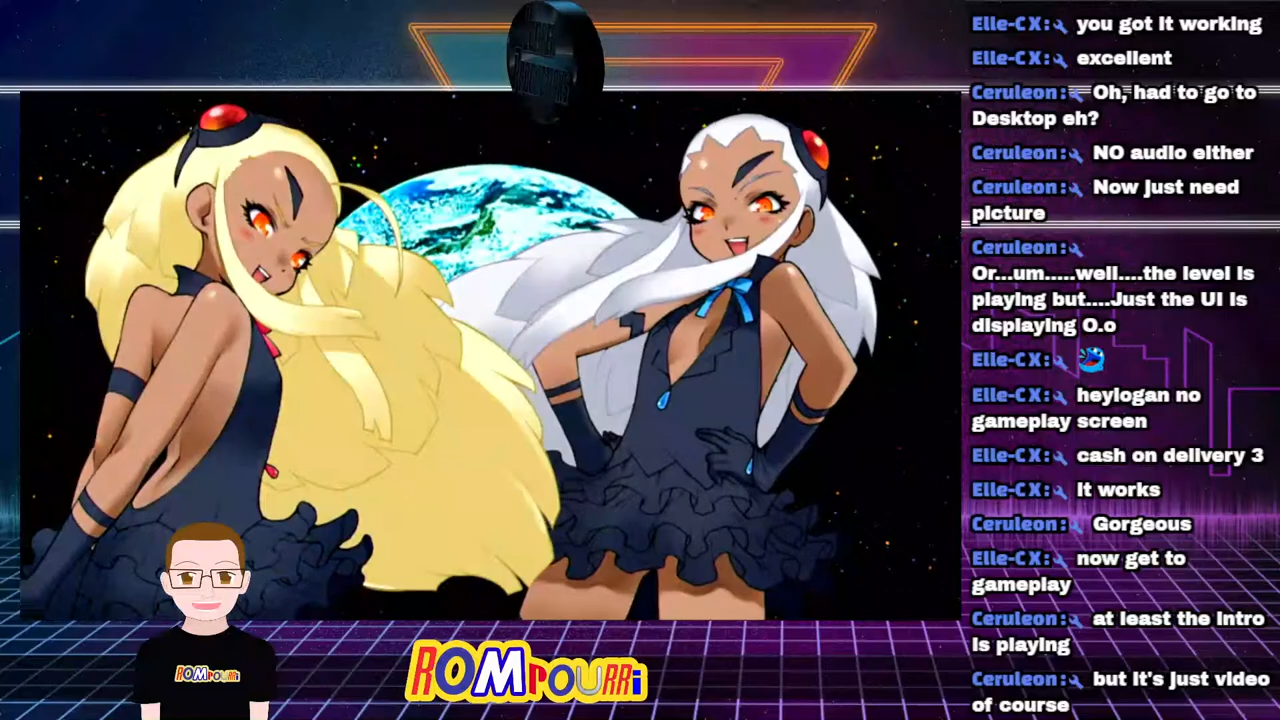 Elle-CX: you got it working
Elle-CX: excellent
Ceruleon: Oh, had to go to
Desktop eh?
Ceruleon: NO audio either
Ceruleon: Now just need
picture
Ceruleon:
Or...um.....well....the level is
playing but....Just the UI is
displaying O.o
Elle-CX:
Elle-CX: heylogan no
gameplay screen
Elle-CX: cash on delivery 3
Elle-CX: It works
Ceruleon: Gorgeous
Elle-CX: now get to
gameplay
Ceruleon: at least the intro
is playing
Ceruleon: but it's just video
of course
ROMPOURRi
ROMPOURRi